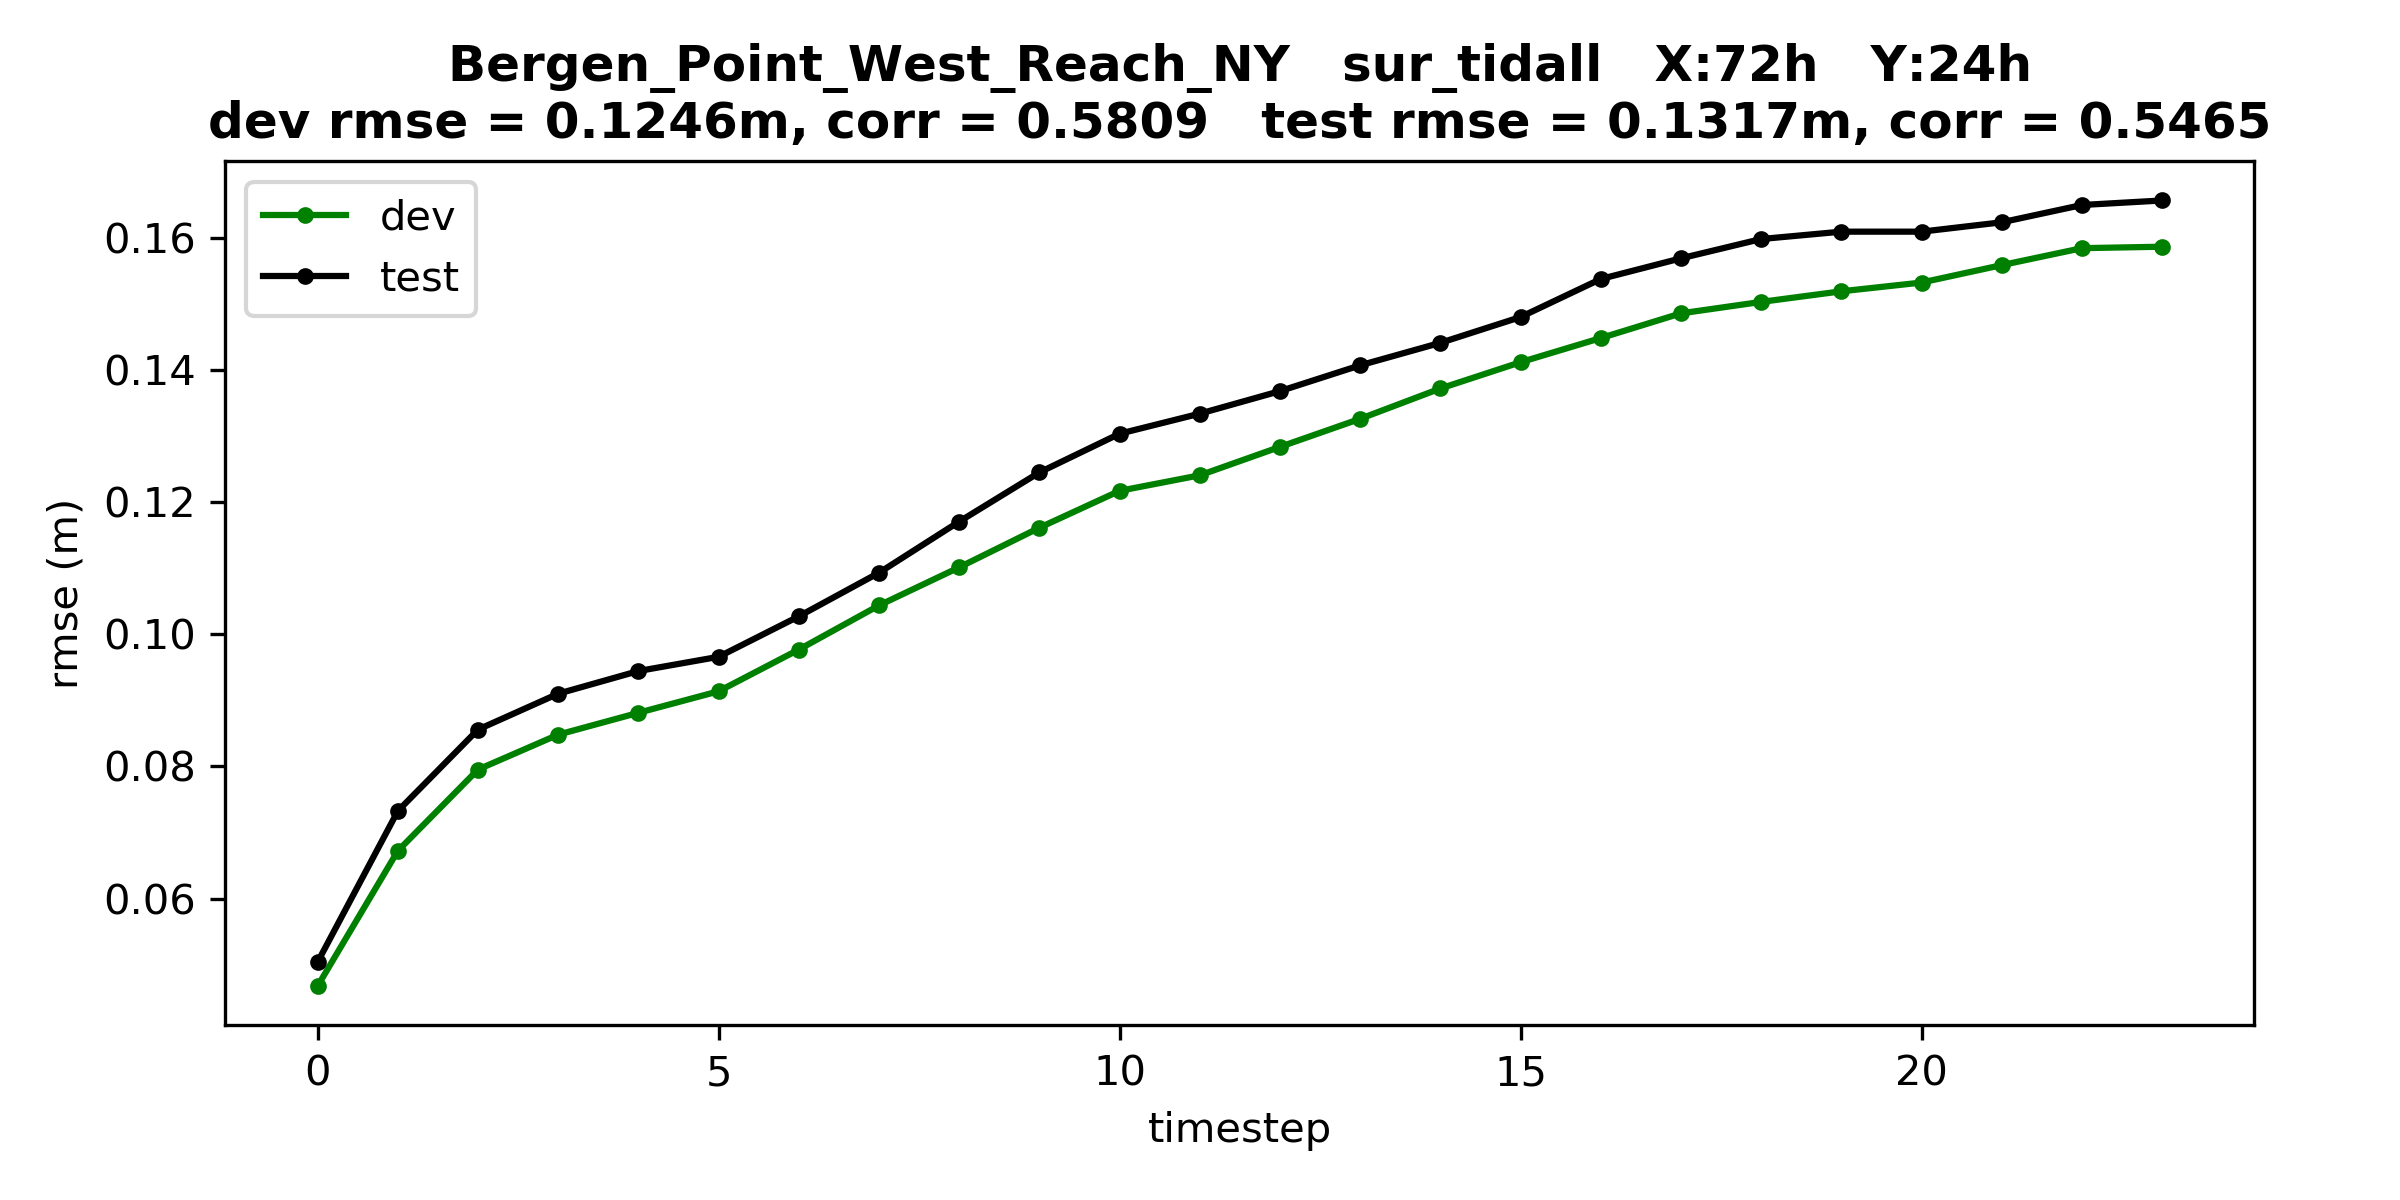 Bergen_Point_West_Reach_NY   sur_tidall   X:72h   Y:24h
dev rmse = 0.1246m, corr = 0.5809   test rmse = 0.1317m, corr = 0.5465
dev
test
0.16
0.14
0.12
0.10
0.08
0.06
rmse (m)
0 5 10 15 20
timestep